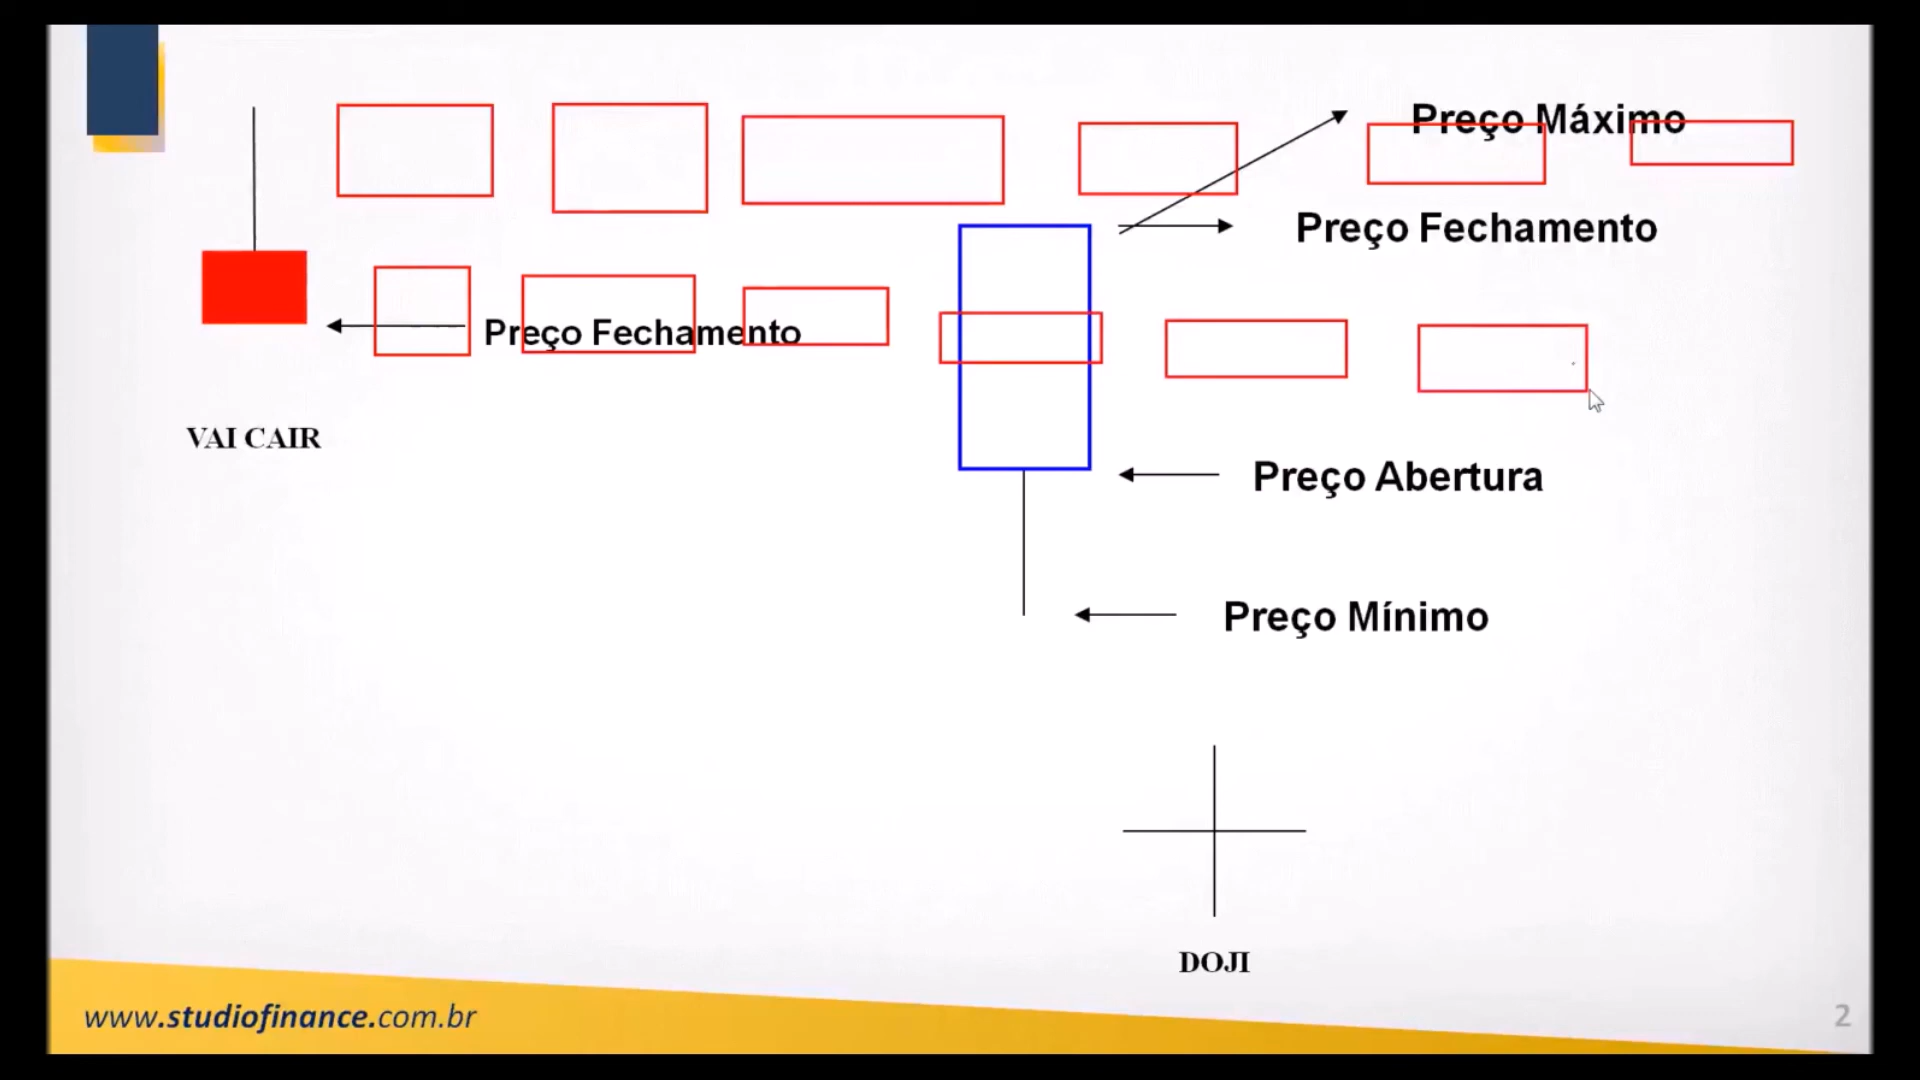 Preço Máximo
Preço Fechamento
Preço Fechamento
VAI CAIR
Preço Abertura
Preço Mínimo
DOJI
www.studiofinance.com.br
2